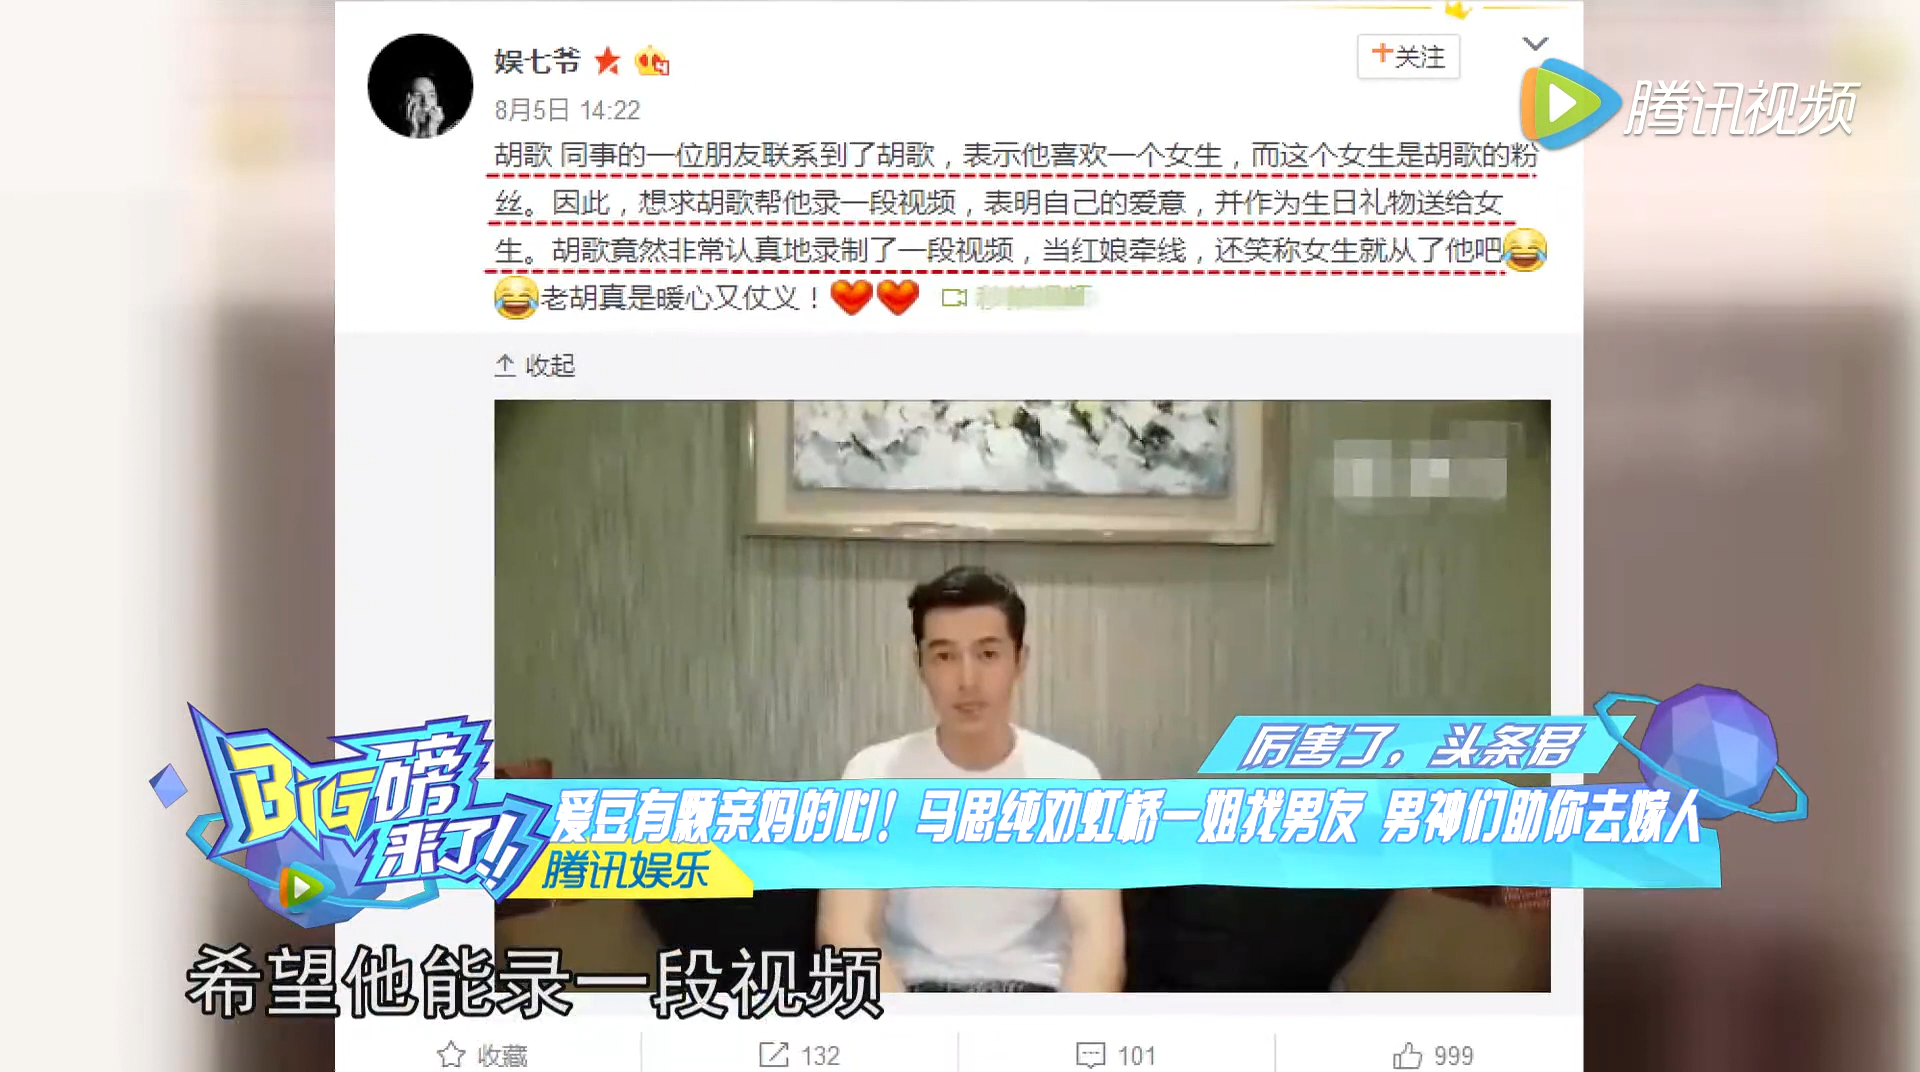 娱七爷
+关注
8月5日 14:22
腾讯视频
胡歌 同事的一位朋友联系到了胡歌，表示他喜欢一个女生，而这个女生是胡歌的粉
丝。因此，想求胡歌帮他录一段视频，表明自己的爱意，并作为生日礼物送给女
生。胡歌竟然非常认真地录制了一段视频，当红娘牵线，还笑称女生就从了他吧😂
😂老胡真是暖心又仗义！❤❤
收起
厉害了，头条君
BIG磅
来了!!
爱豆有颗亲妈的心！马思纯劝虹桥一姐找男友 男神们助你去嫁人
腾讯娱乐
希望他能录一段视频
收藏
132
101
999